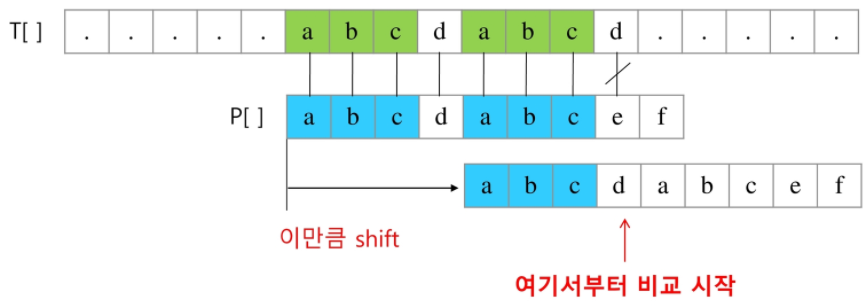 T[ ] . . . . . a b c d a b c d . . . . .
P[ ] a b c d a b c e f
a b c d a b c e f
이만큼 shift
여기서부터 비교 시작